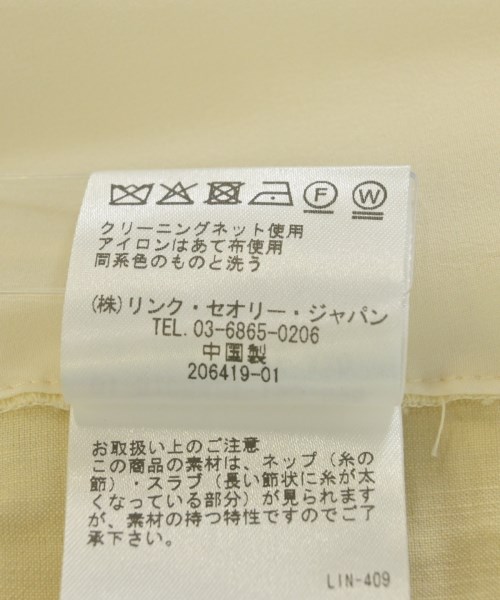 F W
クリーニングネット使用
アイロンはあて布使用
同系色のものと洗う
(株)リンク・セオリー・ジャパン
TEL.03-6865-0206
中国製
206419-01
お取扱い上のご注意
この商品の素材は、ネップ(糸の
節)・スラブ(長い節状に糸が太
くなっている部分)が見られます
が、素材の持つ特性ですのでご了
承下さい。
LIN-409